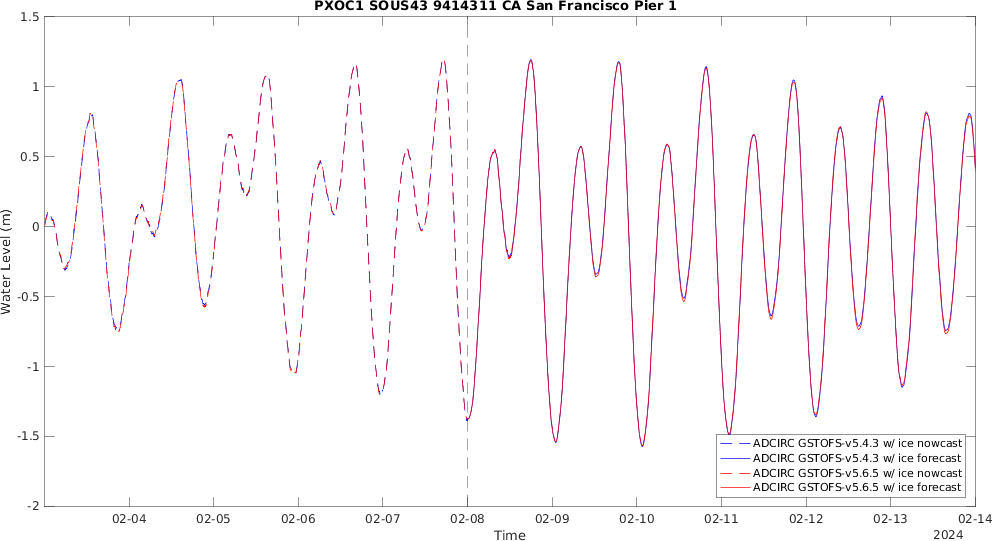 PXOC1 SOUS43 9414311 CA San Francisco Pier 1
1.5
1
0.5
0
-0.5
-1
-1.5
-2
Water Level (m)
ADCIRC GSTOFS-v5.4.3 w/ ice nowcast
ADCIRC GSTOFS-v5.4.3 w/ ice forecast
ADCIRC GSTOFS-v5.6.5 w/ ice nowcast
ADCIRC GSTOFS-v5.6.5 w/ ice forecast
02-04 02-05 02-06 02-07 02-08 02-09 02-10 02-11 02-12 02-13 02-14
Time
2024